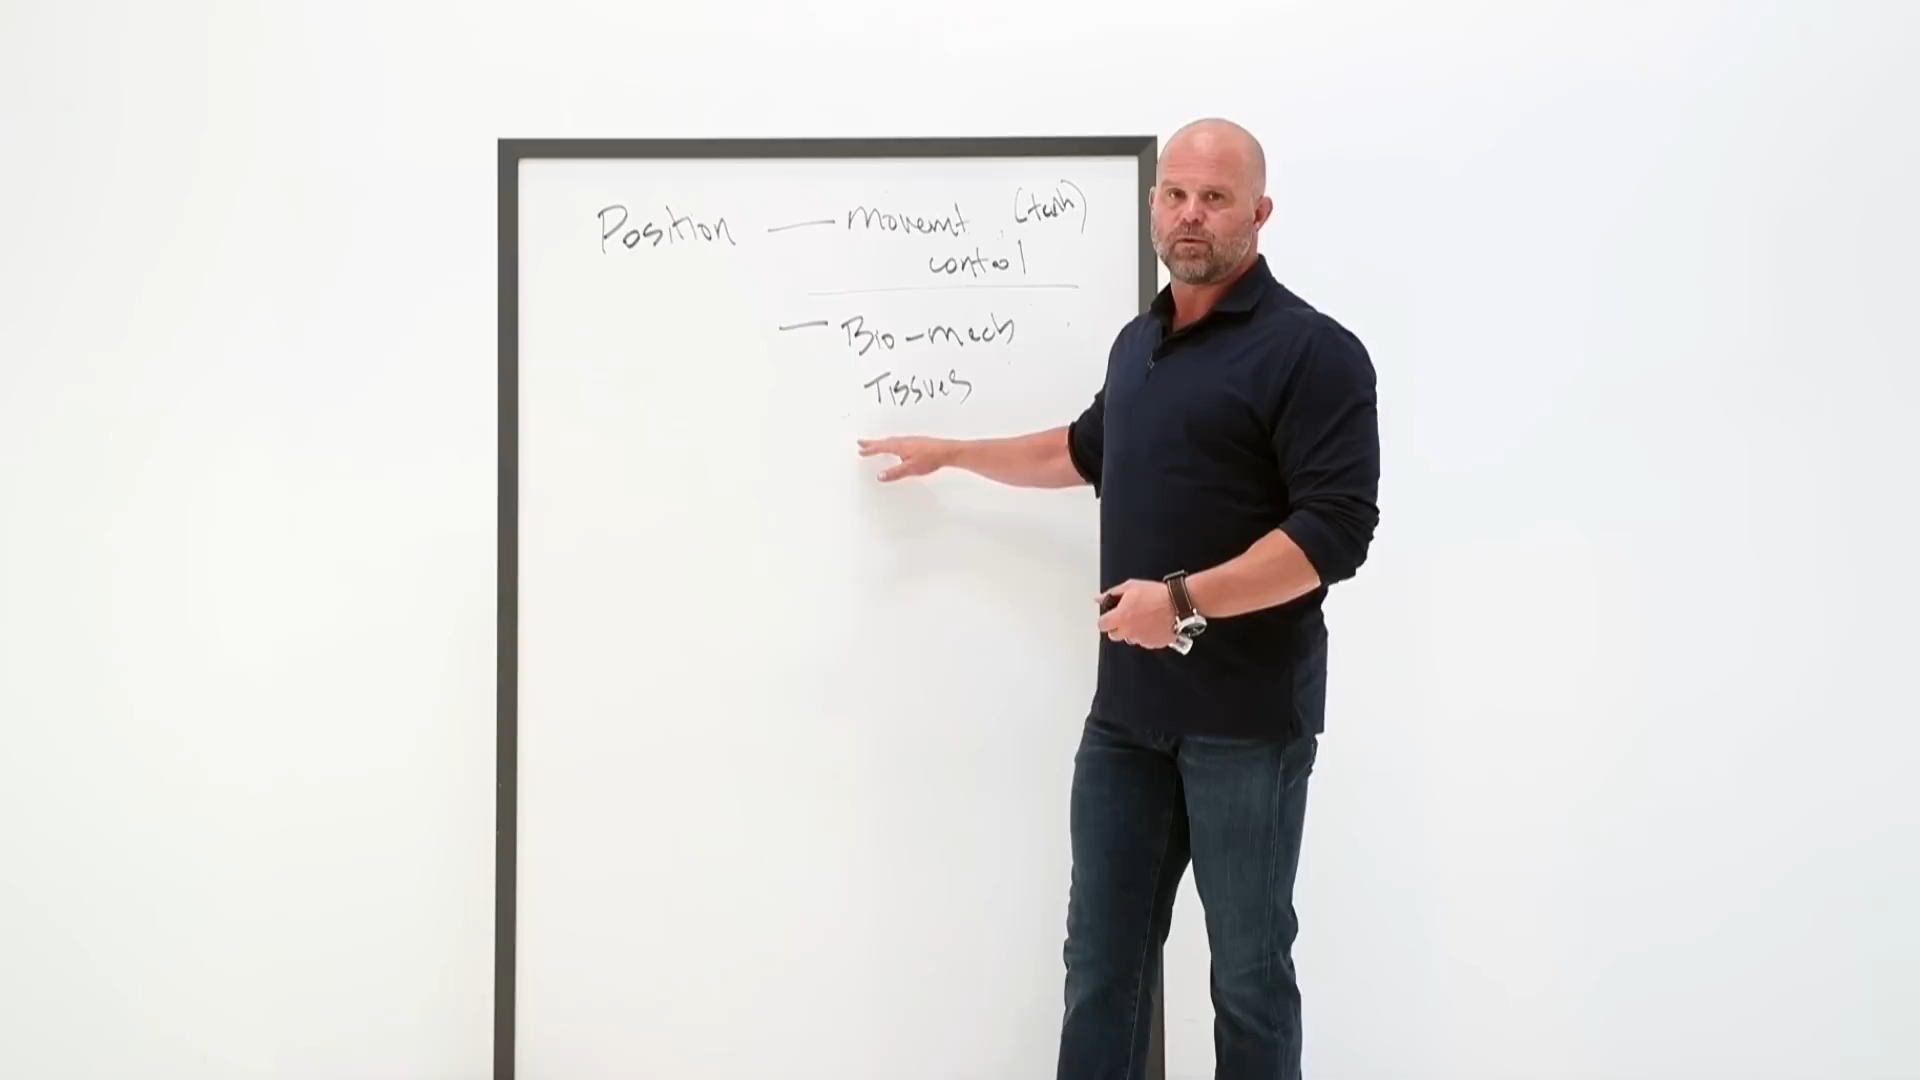 Position — Movemt (tech)
control
— Bio-mech
Tissues